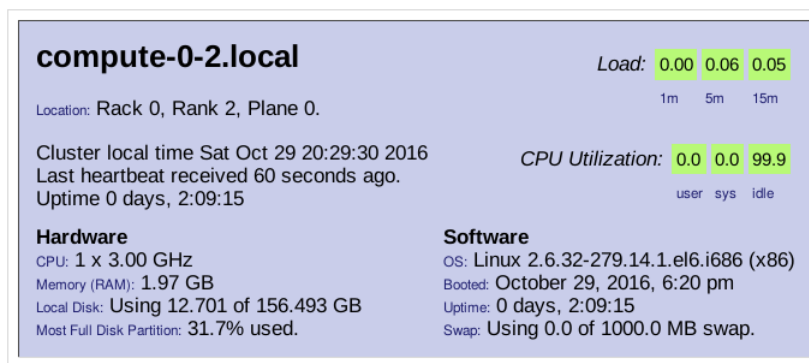 compute-0-2.local
Load: 0.00 0.06 0.05
1m 5m 15m
Location: Rack 0, Rank 2, Plane 0.
Cluster local time Sat Oct 29 20:29:30 2016
Last heartbeat received 60 seconds ago.
Uptime 0 days, 2:09:15
CPU Utilization: 0.0 0.0 99.9
user sys idle
Hardware
CPU: 1 x 3.00 GHz
Memory (RAM): 1.97 GB
Local Disk: Using 12.701 of 156.493 GB
Most Full Disk Partition: 31.7% used.
Software
OS: Linux 2.6.32-279.14.1.el6.i686 (x86)
Booted: October 29, 2016, 6:20 pm
Uptime: 0 days, 2:09:15
Swap: Using 0.0 of 1000.0 MB swap.